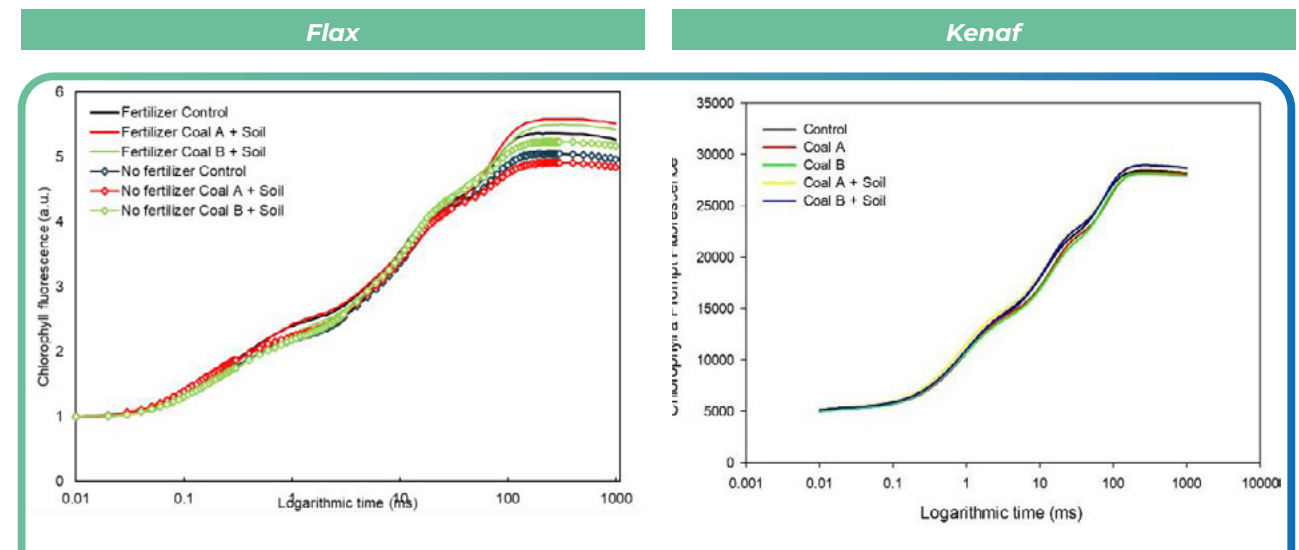 Flax
Kenaf
6
5
4
3
2
1
0
Chlorophyll fluorescence (a.u.)
Fertilizer Control
Fertilizer Coal A + Soil
Fertilizer Coal B + Soil
No fertilizer Control
No fertilizer Coal A + Soil
No fertilizer Coal B + Soil
0.01 0.1 1 10 100 1000
Logarithmic time (ms)
35000
30000
25000
20000
15000
10000
5000
0
Control
Coal A
Coal B
Coal A + Soil
Coal B + Soil
0.001 0.01 0.1 1 10 100 1000 10000
Logarithmic time (ms)